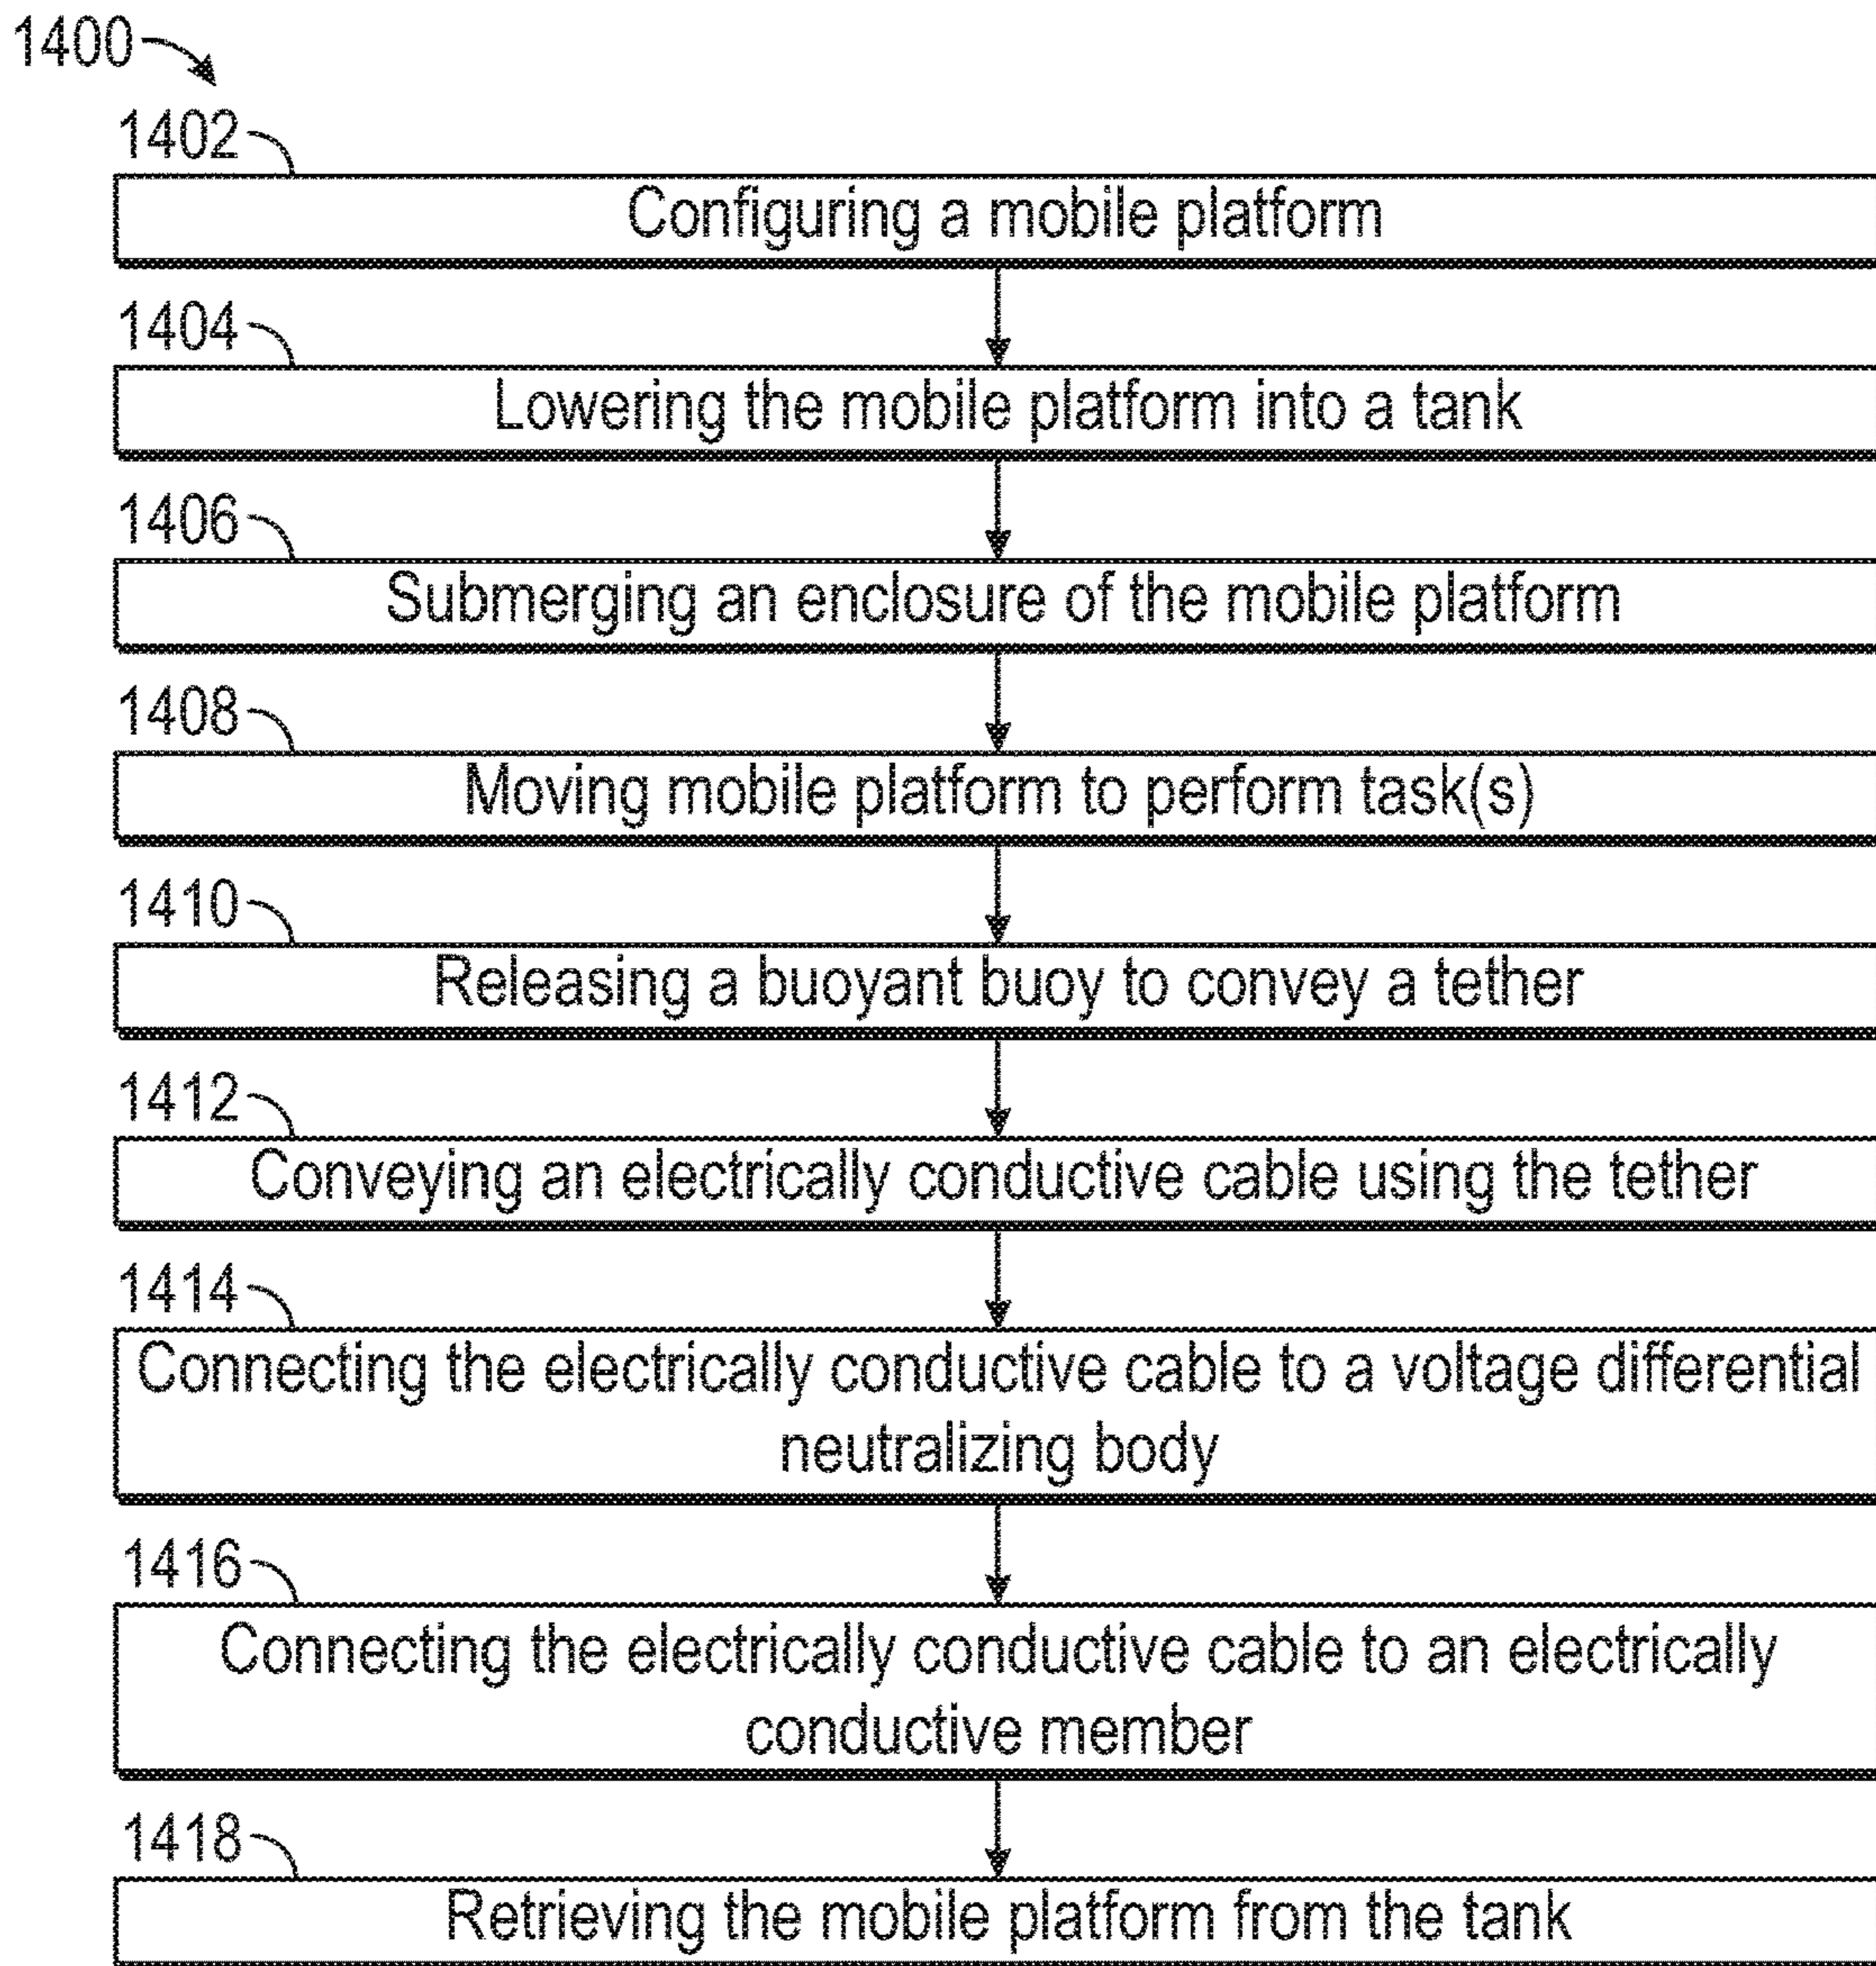 1400
1402
Configuring a mobile platform
1404
Lowering the mobile platform into a tank
1406
Submerging an enclosure of the mobile platform
1408
Moving mobile platform to perform task(s)
1410
Releasing a buoyant buoy to convey a tether
1412
Conveying an electrically conductive cable using the tether
1414
Connecting the electrically conductive cable to a voltage differential
neutralizing body
1416
Connecting the electrically conductive cable to an electrically
conductive member
1418
Retrieving the mobile platform from the tank